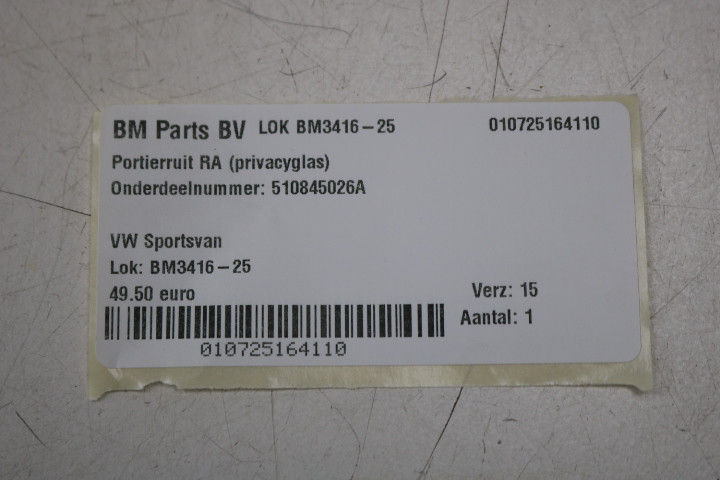 BM Parts BV LOK BM3416-25 010725164110
Portierruit RA (privacyglas)
Onderdeelnummer: 510845026A
VW Sportsvan
Lok: BM3416-25
49.50 euro
Verz: 15
Aantal: 1
010725164110